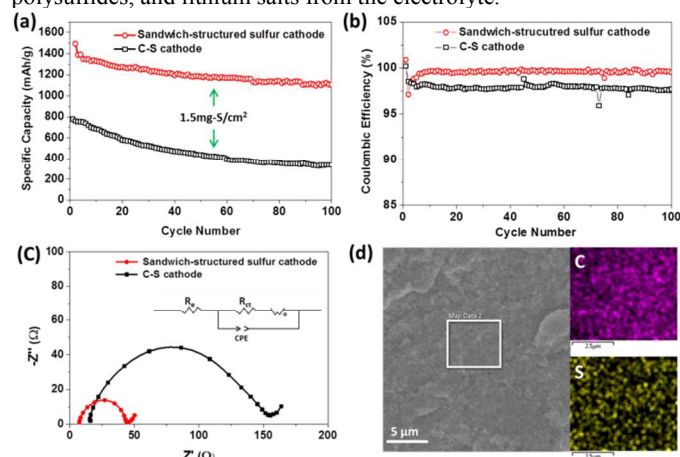 polysulfides, and lithium salts from the electrolyte.
(a)
1600
1400
1200
1000
800
600
400
200
0
Specific Capacity (mAh/g)
Sandwich-structured sulfur cathode
C-S cathode
1.5mg-S/cm²
0 20 40 60 80 100
Cycle Number
(b)
105
100
95
90
85
Coulombic Efficiency (%)
Sandwich-strucutred sulfur cathode
C-S cathode
0 20 40 60 80 100
Cycle Number
(C)
100
80
60
40
20
0
-Z'' (Ω)
Sandwich-structured sulfur cathode
C-S cathode
Re
Rct
CPE
0 50 100 150 200
Z' (Ω)
(d)
Map Data 2
5 µm
C
2.5µm
S
2.5µm